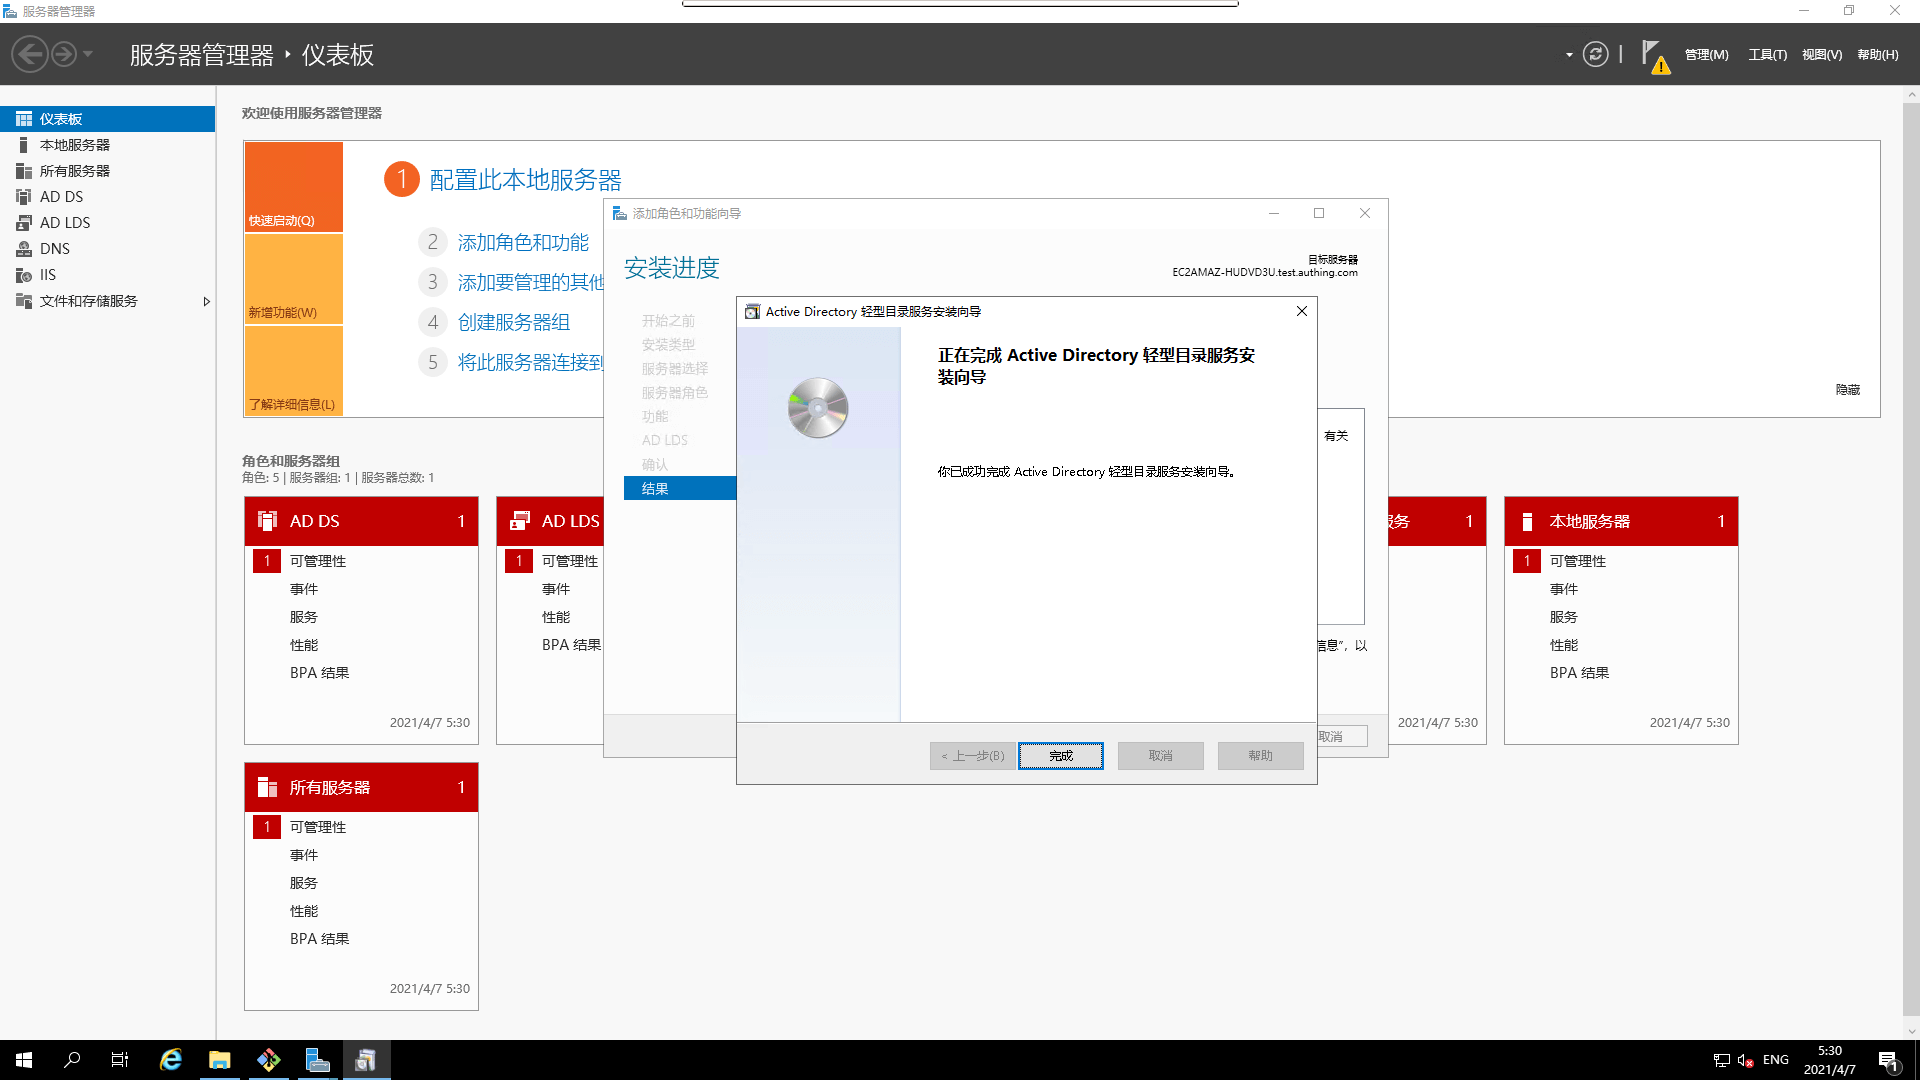 服务器管理器
服务器管理器 ‣ 仪表板
管理(M) 工具(T) 视图(V) 帮助(H)
仪表板
本地服务器
所有服务器
AD DS
AD LDS
DNS
IIS
文件和存储服务
欢迎使用服务器管理器
快速启动(Q)
新增功能(W)
了解详细信息(L)
1 配置此本地服务器
2 添加角色和功能
3 添加要管理的其他
4 创建服务器组
5 将此服务器连接到
隐藏
角色和服务器组
角色: 5 | 服务器组: 1 | 服务器总数: 1
AD DS 1
1 可管理性
事件
服务
性能
BPA 结果
2021/4/7 5:30
AD LDS
1 可管理性
事件
性能
BPA 结果
服务 1
2021/4/7 5:30
本地服务器 1
1 可管理性
事件
服务
性能
BPA 结果
2021/4/7 5:30
所有服务器 1
1 可管理性
事件
服务
性能
BPA 结果
2021/4/7 5:30
添加角色和功能向导
安装进度
目标服务器
EC2AMAZ-HUDVD3U.test.authing.com
开始之前
安装类型
服务器选择
服务器角色
功能
AD LDS
确认
结果
有关
信息”，以
取消
Active Directory 轻型目录服务安装向导
正在完成 Active Directory 轻型目录服务安
装向导
你已成功完成 Active Directory 轻型目录服务安装向导。
< 上一步(B) 完成 取消 帮助
ENG
5:30
2021/4/7
1